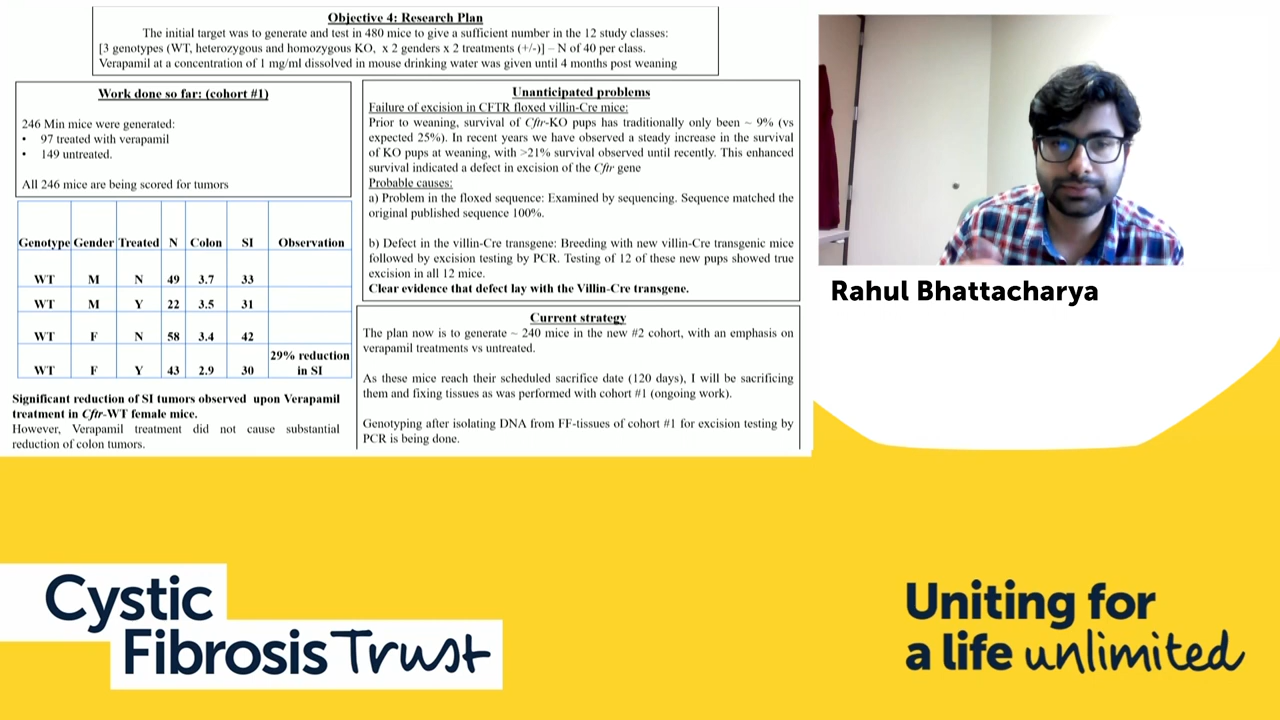 Objective 4: Research Plan
The initial target was to generate and test in 480 mice to give a sufficient number in the 12 study classes:
[3 genotypes (WT, heterozygous and homozygous KO, x 2 genders x 2 treatments (+/-)] – N of 40 per class.
Verapamil at a concentration of 1 mg/ml dissolved in mouse drinking water was given until 4 months post weaning
Work done so far: (cohort #1)
246 Min mice were generated:
• 97 treated with verapamil
• 149 untreated.
All 246 mice are being scored for tumors
Genotype Gender Treated N Colon SI Observation
WT M N 49 3.7 33
WT M Y 22 3.5 31
WT F N 58 3.4 42
WT F Y 43 2.9 30 29% reduction in SI
Significant reduction of SI tumors observed upon Verapamil
treatment in Cftr-WT female mice.
However, Verapamil treatment did not cause substantial
reduction of colon tumors.
Unanticipated problems
Failure of excision in CFTR floxed villin-Cre mice:
Prior to weaning, survival of Cftr-KO pups has traditionally only been ~ 9% (vs
expected 25%). In recent years we have observed a steady increase in the survival
of KO pups at weaning, with >21% survival observed until recently. This enhanced
survival indicated a defect in excision of the Cftr gene
Probable causes:
a) Problem in the floxed sequence: Examined by sequencing. Sequence matched the
original published sequence 100%.
b) Defect in the villin-Cre transgene: Breeding with new villin-Cre transgenic mice
followed by excision testing by PCR. Testing of 12 of these new pups showed true
excision in all 12 mice.
Clear evidence that defect lay with the Villin-Cre transgene.
Current strategy
The plan now is to generate ~ 240 mice in the new #2 cohort, with an emphasis on
verapamil treatments vs untreated.
As these mice reach their scheduled sacrifice date (120 days), I will be sacrificing
them and fixing tissues as was performed with cohort #1 (ongoing work).
Genotyping after isolating DNA from FF-tissues of cohort #1 for excision testing by
PCR is being done.
Rahul Bhattacharya
Cystic
Fibrosis Trust
Uniting for
a life unlimited